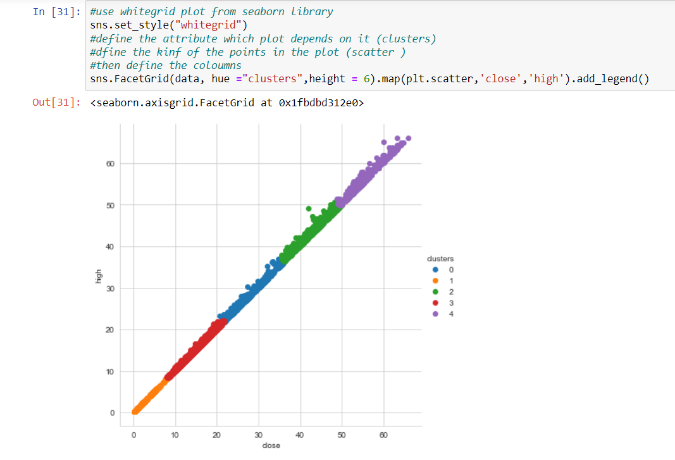 In [31]: #use whitegrid plot from seaborn library
sns.set_style("whitegrid")
#define the attribute which plot depends on it (clusters)
#dfine the kinf of the points in the plot (scatter )
#then define the coloumns
sns.FacetGrid(data, hue ="clusters",height = 6).map(plt.scatter,'close','high').add_legend()
Out[31]: <seaborn.axisgrid.FacetGrid at 0x1fbdbd312e0>
60
50
40
30
20
10
0
high
0 10 20 30 40 50 60
close
clusters
0
1
2
3
4